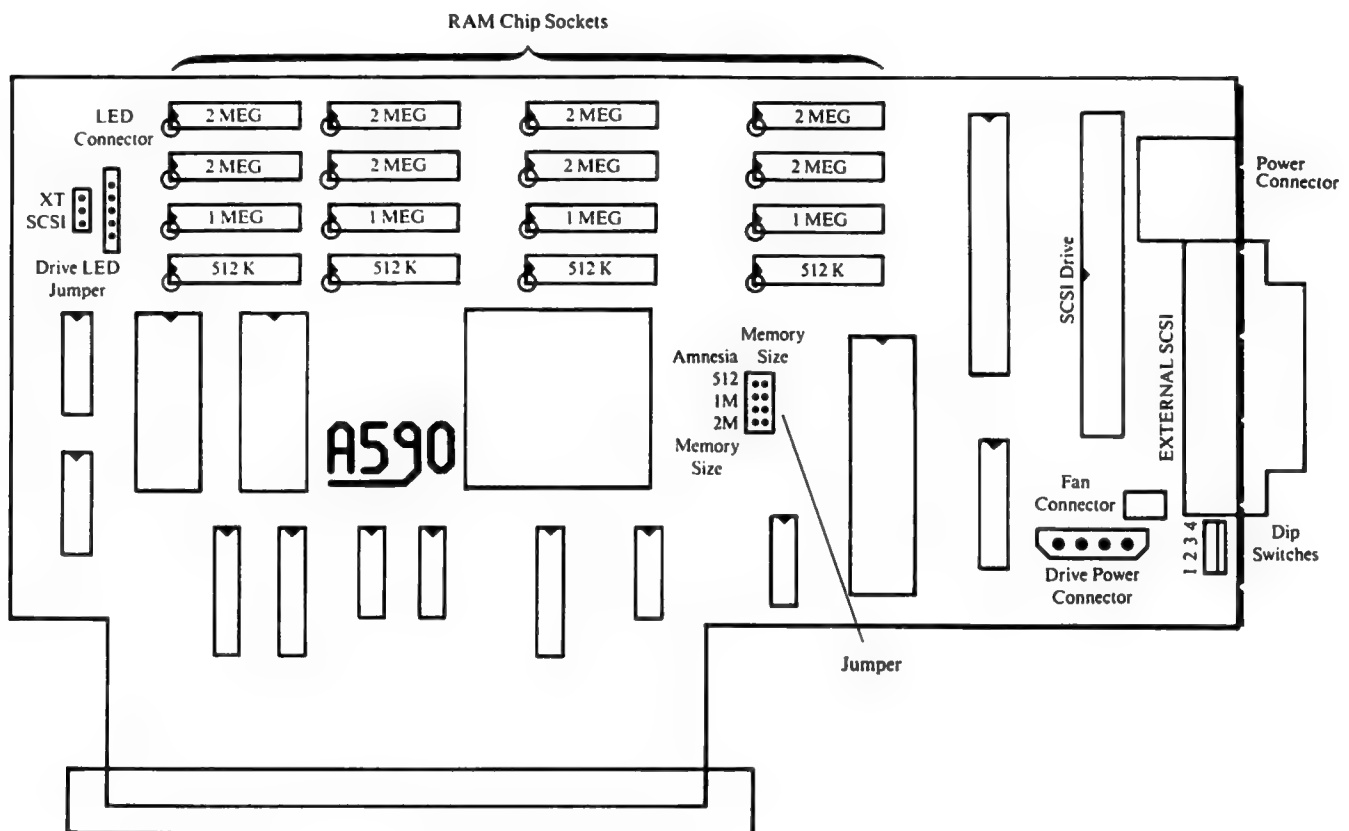 RAM Chip Sockets
LED
Connector
2 MEG 2 MEG 2 MEG 2 MEG
2 MEG 2 MEG 2 MEG 2 MEG
1 MEG 1 MEG 1 MEG 1 MEG
512 K 512 K 512 K 512 K
XT
SCSI
Drive LED
Jumper
Power
Connector
SCSI Drive
EXTERNAL SCSI
Memory
Size
Amnesia
512
1M
2M
Memory
Size
A590
Fan
Connector
Drive Power
Connector
1 2 3 4
Dip
Switches
Jumper